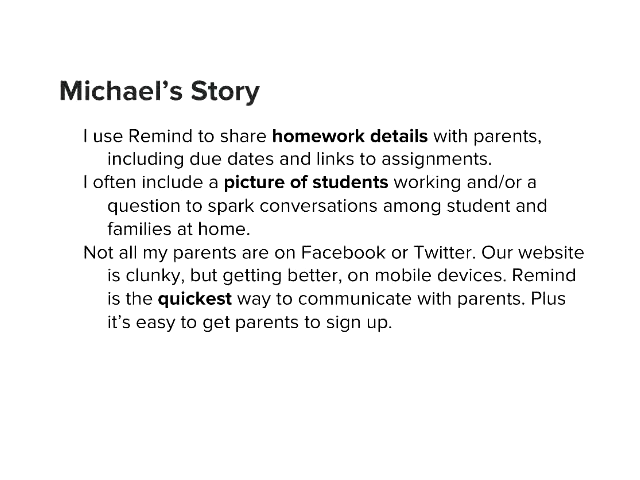 Michael’s Story
I use Remind to share homework details with parents,
including due dates and links to assignments.
I often include a picture of students working and/or a
question to spark conversations among student and
families at home.
Not all my parents are on Facebook or Twitter. Our website
is clunky, but getting better, on mobile devices. Remind
is the quickest way to communicate with parents. Plus
it’s easy to get parents to sign up.